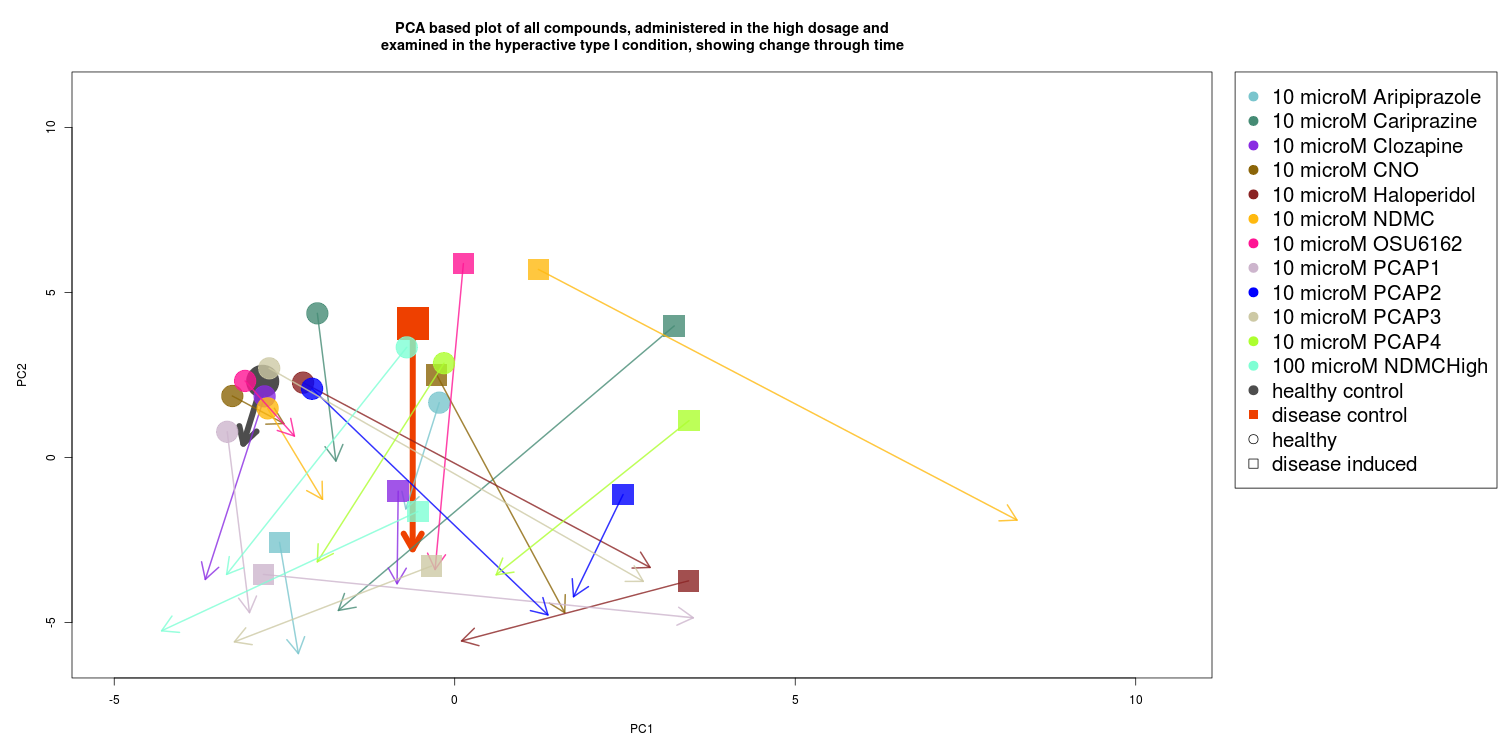 PCA based plot of all compounds, administered in the high dosage and
examined in the hyperactive type I condition, showing change through time
10
5
0
-5
PC2
-5
0
5
10
PC1
10 microM Aripiprazole
10 microM Cariprazine
10 microM Clozapine
10 microM CNO
10 microM Haloperidol
10 microM NDMC
10 microM OSU6162
10 microM PCAP1
10 microM PCAP2
10 microM PCAP3
10 microM PCAP4
100 microM NDMCHigh
healthy control
disease control
healthy
disease induced